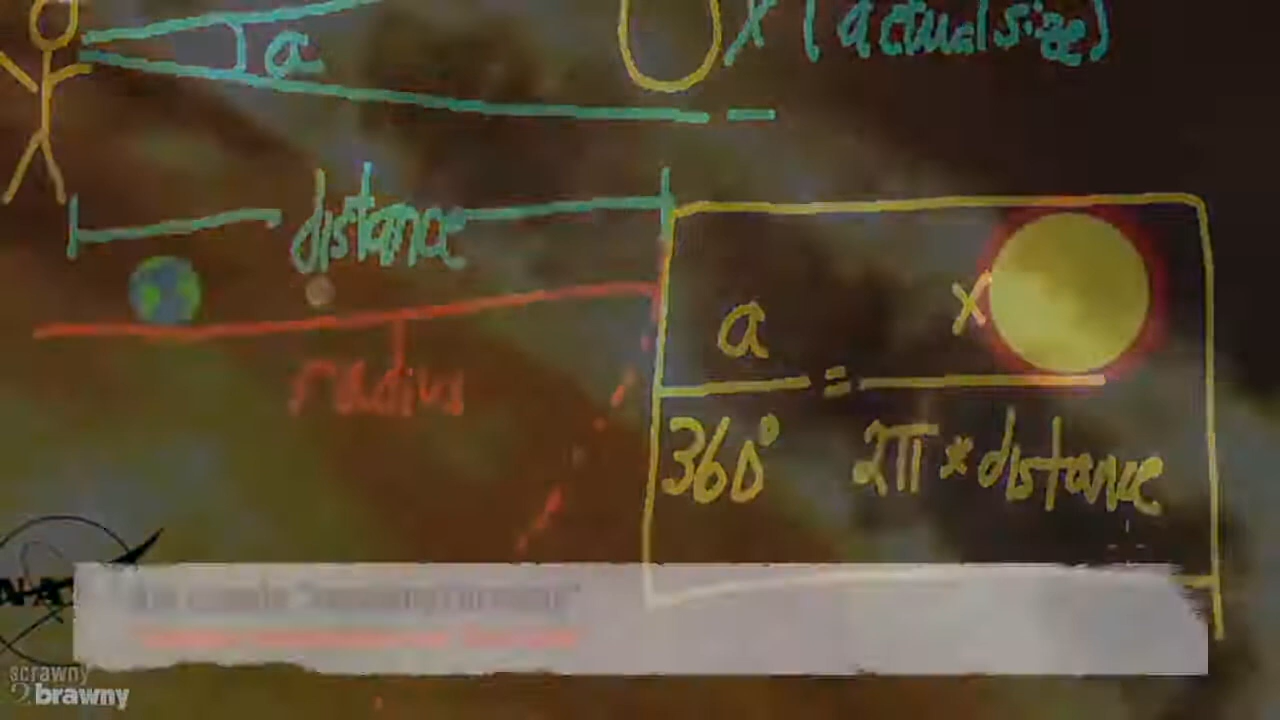 a
x (actual size)
distance
radius
a
x
=
360°
2π * distance
scrawny
2 brawny